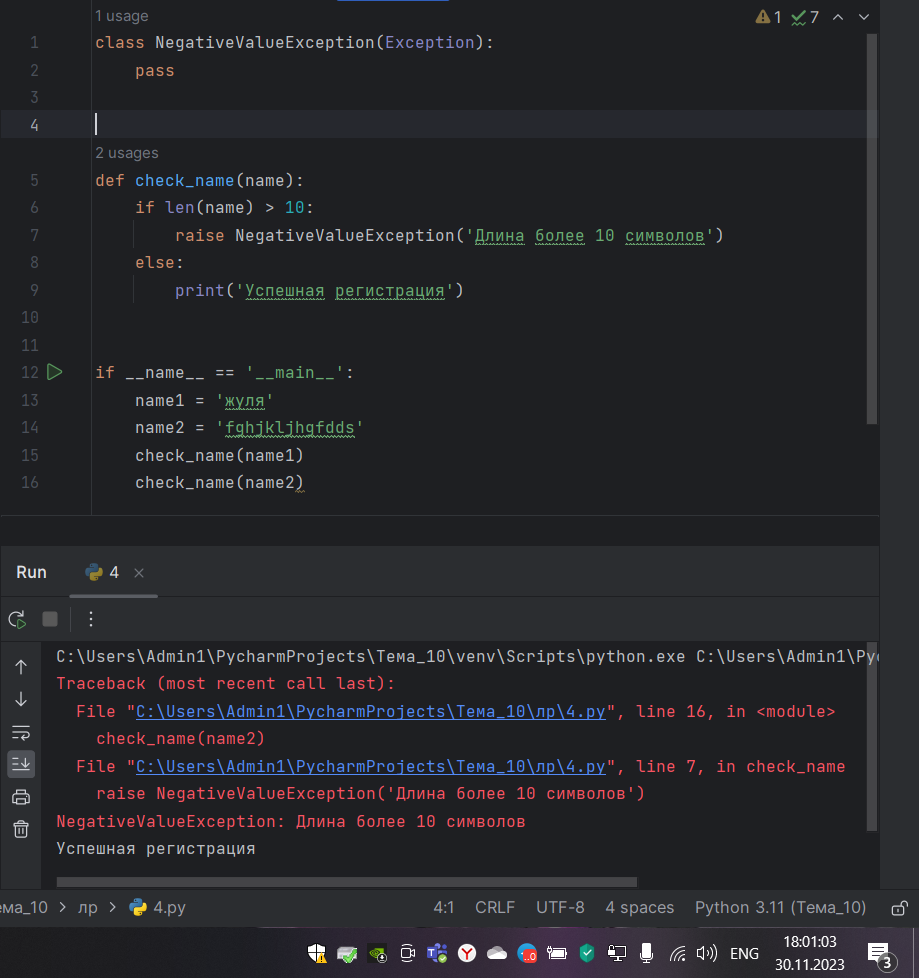 1 usage
1 7
1 class NegativeValueException(Exception):
2 pass
3
4
2 usages
5 def check_name(name):
6 if len(name) > 10:
7 raise NegativeValueException('Длина более 10 символов')
8 else:
9 print('Успешная регистрация')
10
11
12 if __name__ == '__main__':
13 name1 = 'жуля'
14 name2 = 'fghjkljhgfdds'
15 check_name(name1)
16 check_name(name2)
Run 4
C:\Users\Admin1\PycharmProjects\Тема_10\venv\Scripts\python.exe C:\Users\Admin1\Pyc
Traceback (most recent call last):
File "C:\Users\Admin1\PycharmProjects\Тема_10\лр\4.py", line 16, in <module>
check_name(name2)
File "C:\Users\Admin1\PycharmProjects\Тема_10\лр\4.py", line 7, in check_name
raise NegativeValueException('Длина более 10 символов')
NegativeValueException: Длина более 10 символов
Успешная регистрация
ема_10 > лр > 4.py 4:1 CRLF UTF-8 4 spaces Python 3.11 (Тема_10)
ENG 18:01:03
30.11.2023 3